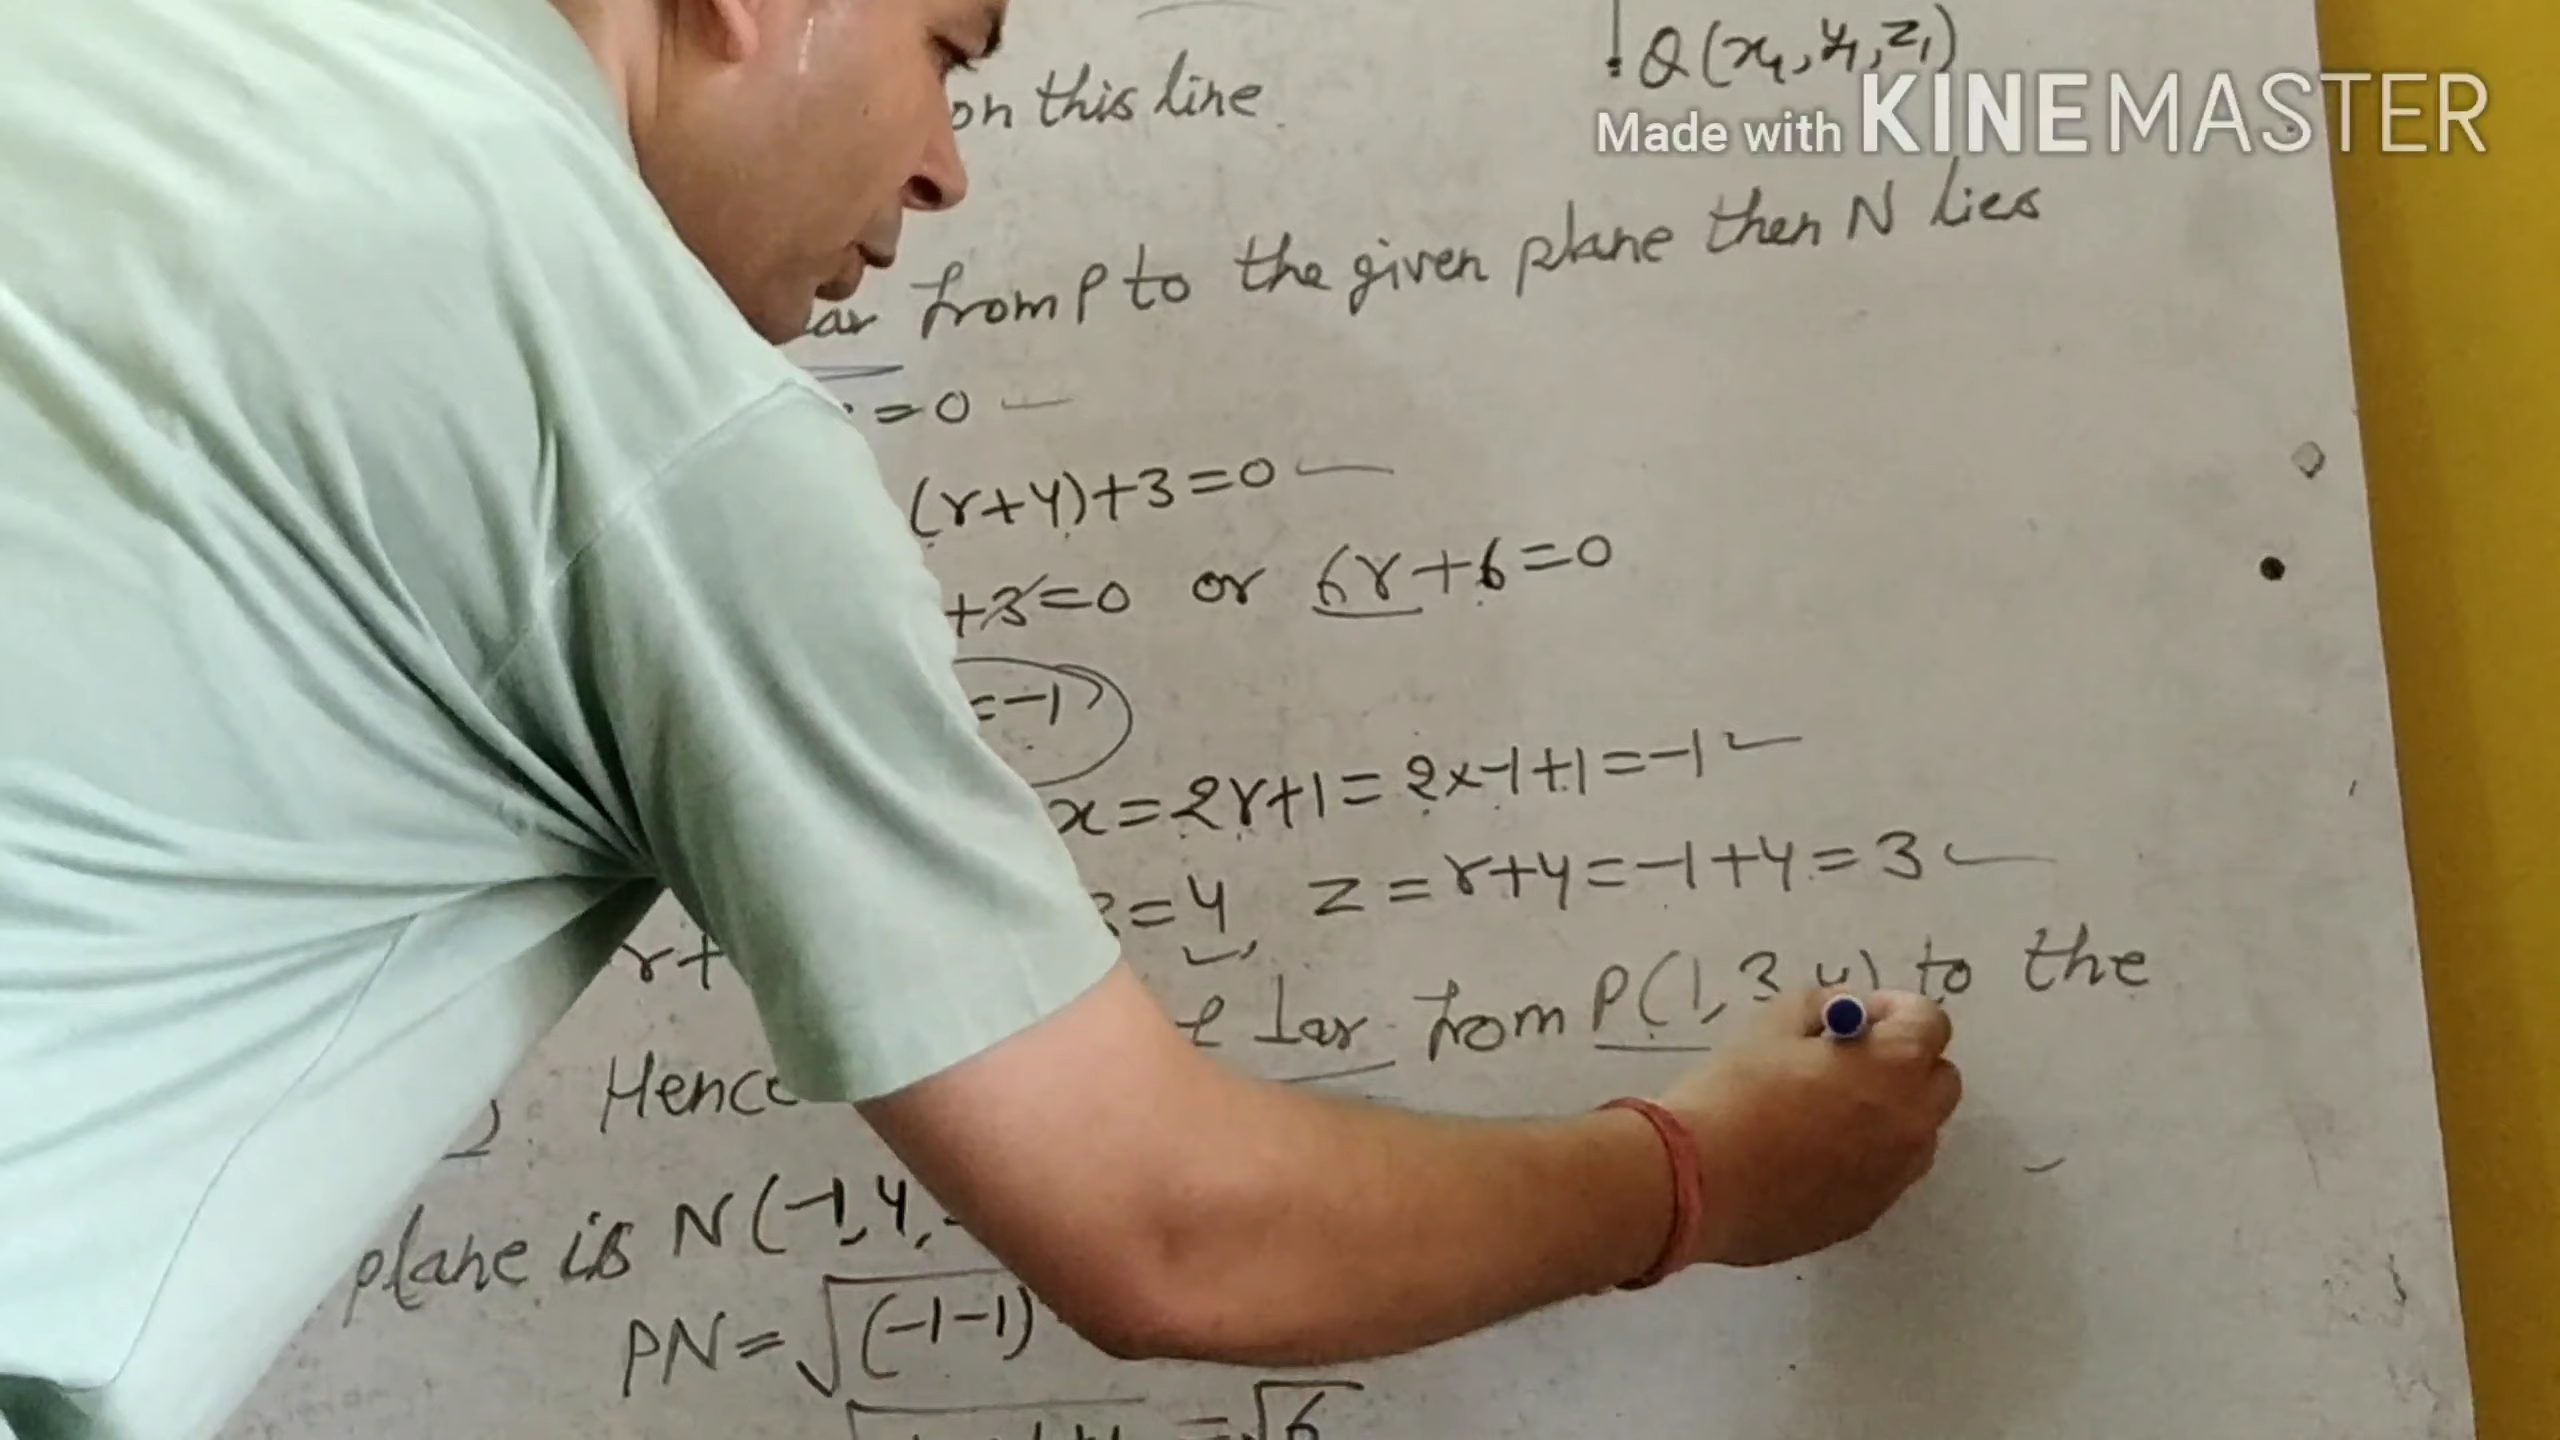 Q(x₁, y₁, z₁)
Made with KINEMASTER
on this line
lar from P to the given plane then N lies
=0
(r+4)+3=0
+3=0 or 6r+6=0
=-1
x=2r+1=2x-1+1=-1
=4 z=r+4=-1+4=3
r+
Hence lar from P(1,3,4) to the
plane is N(-1,4,
PN=√(-1-1)
=√6